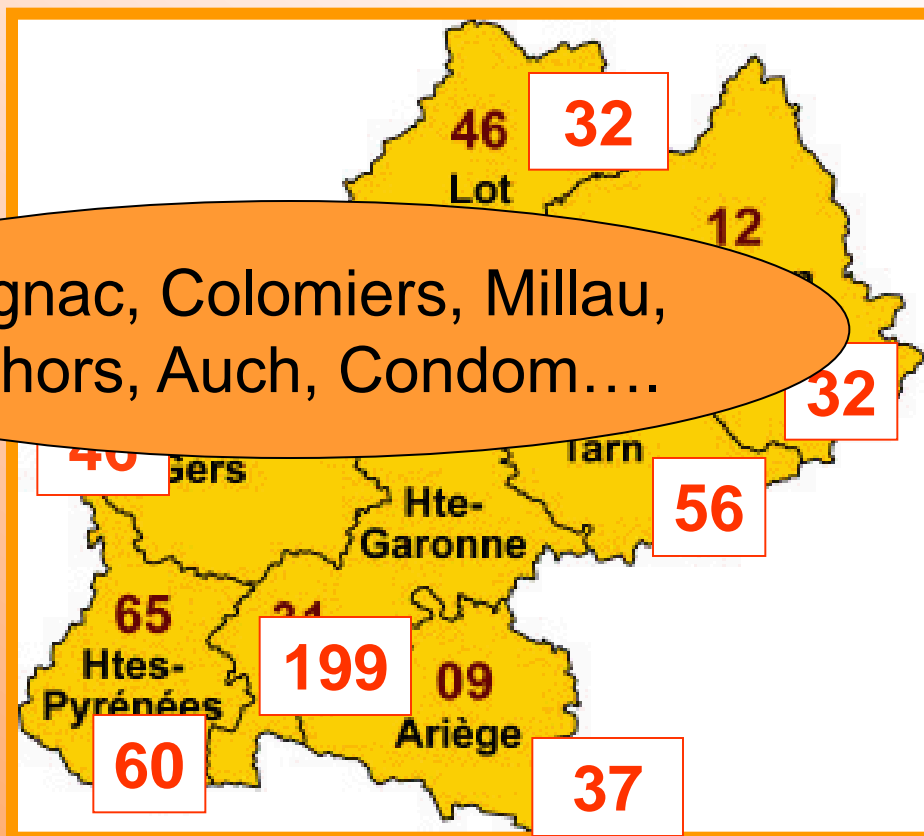 46 32
Lot
12
gnac, Colomiers, Millau,
hors, Auch, Condom….
32
Gers
Tarn
56
Hte-
Garonne
65
Htes-
Pyrénées
199
09
Ariège
60
37